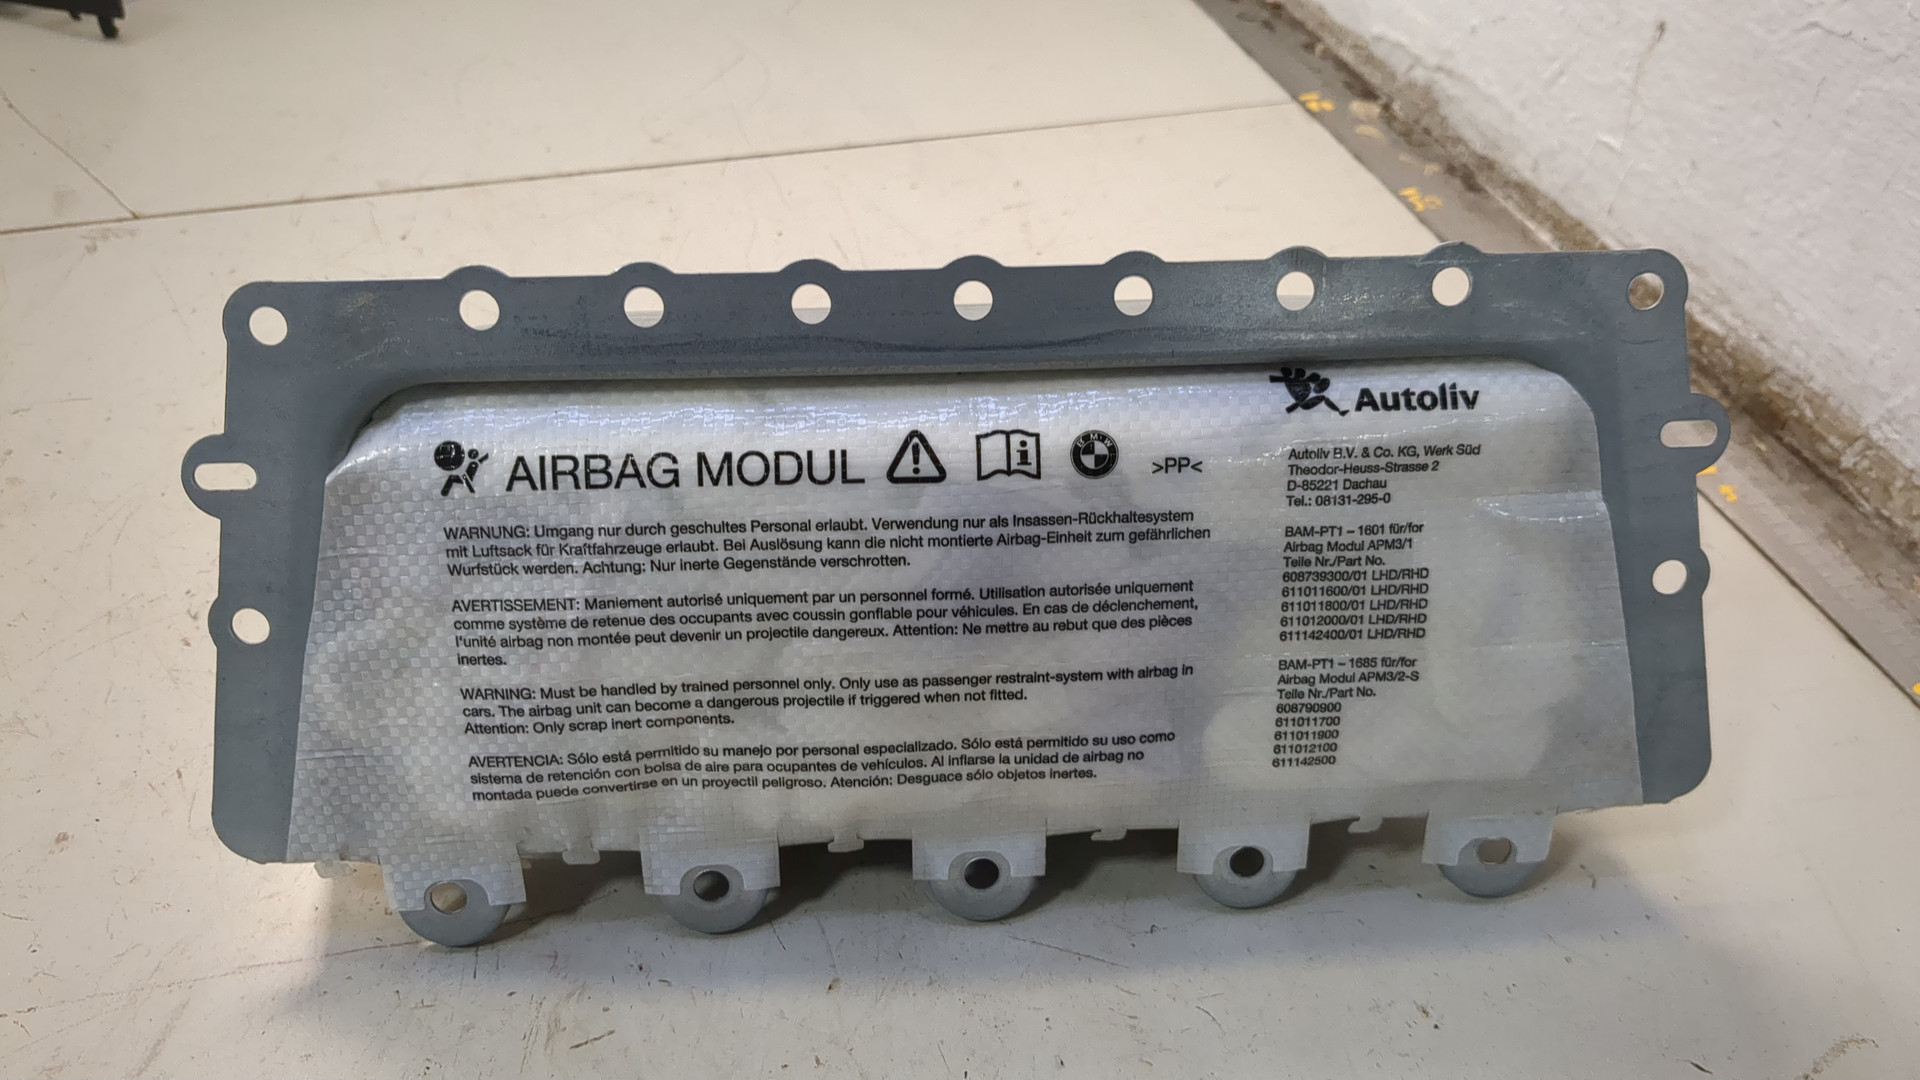 Autoliv
AIRBAG MODUL
BMW
>PP<
WARNUNG: Umgang nur durch geschultes Personal erlaubt. Verwendung nur als Insassen-Rückhaltesystem
mit Luftsack für Kraftfahrzeuge erlaubt. Bei Auslösung kann die nicht montierte Airbag-Einheit zum gefährlichen
Wurfstück werden. Achtung: Nur inerte Gegenstände verschrotten.
AVERTISSEMENT: Maniement autorisé uniquement par un personnel formé. Utilisation autorisée uniquement
comme système de retenue des occupants avec coussin gonflable pour véhicules. En cas de déclenchement,
l'unité airbag non montée peut devenir un projectile dangereux. Attention: Ne mettre au rebut que des pièces
inertes.
WARNING: Must be handled by trained personnel only. Only use as passenger restraint-system with airbag in
cars. The airbag unit can become a dangerous projectile if triggered when not fitted.
Attention: Only scrap inert components.
AVERTENCIA: Sólo está permitido su manejo por personal especializado. Sólo está permitido su uso como
sistema de retención con bolsa de aire para ocupantes de vehículos. Al inflarse la unidad de airbag no
montada puede convertirse en un proyectil peligroso. Atención: Desguace sólo objetos inertes.
Autoliv B.V. & Co. KG, Werk Süd
Theodor-Heuss-Strasse 2
D-85221 Dachau
Tel.: 08131-295-0
BAM-PT1 – 1601 für/for
Airbag Modul APM3/1
Teile Nr./Part No.
608739300/01 LHD/RHD
611011600/01 LHD/RHD
611011800/01 LHD/RHD
611012000/01 LHD/RHD
611142400/01 LHD/RHD
BAM-PT1 – 1685 für/for
Airbag Modul APM3/2-S
Teile Nr./Part No.
608790900
611011700
611011900
611012100
611142500